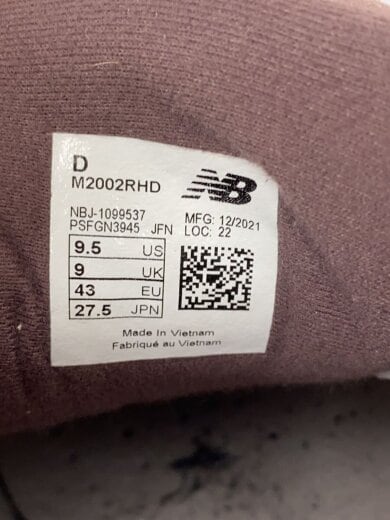 D
M2002RHD
NB
NBJ-1099537
PSFGN3945 JFN
MFG: 12/2021
LOC: 22
9.5 US
9 UK
43 EU
27.5 JPN
Made In Vietnam
Fabriqué au Vietnam